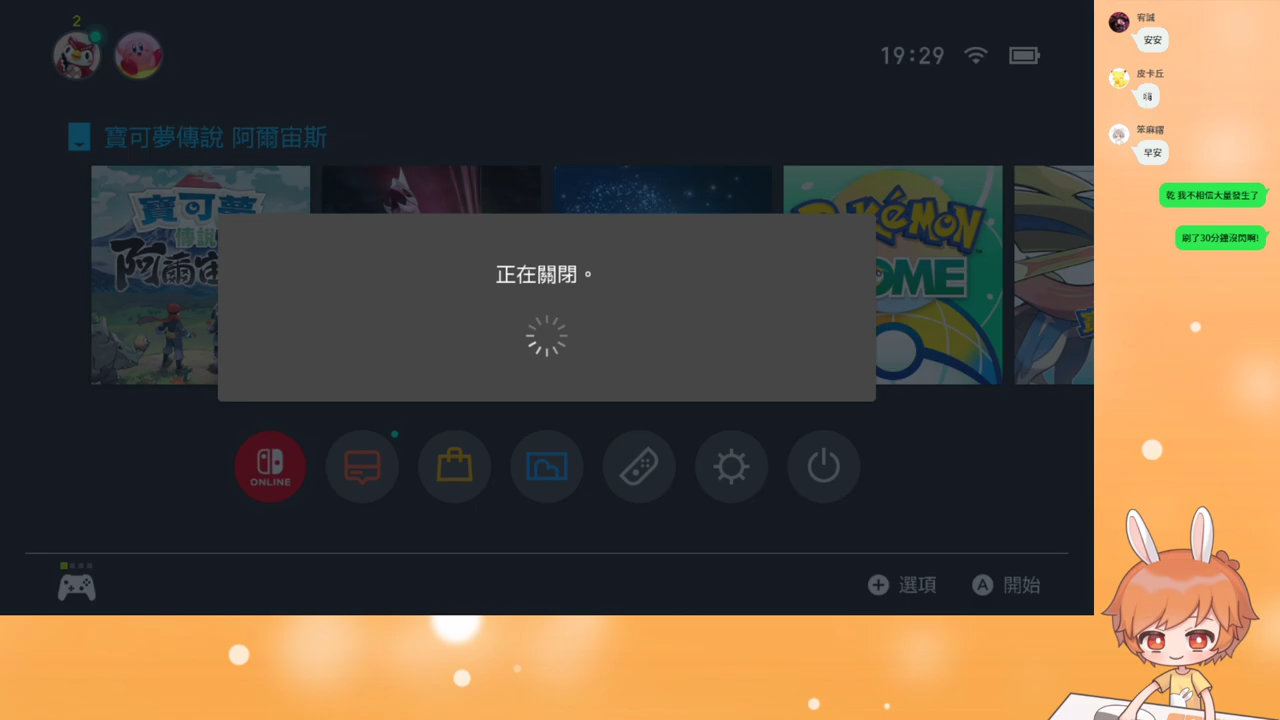 2
19:29
寶可夢傳說 阿爾宙斯
寶可夢
傳說
阿爾宙
POKéMON
OME
正在關閉。
ONLINE
選項
開始
宥誠
安安
皮卡丘
嗨
笨麻糬
早安
乾 我不相信大量發生了
刷了30分鐘沒閃啊!